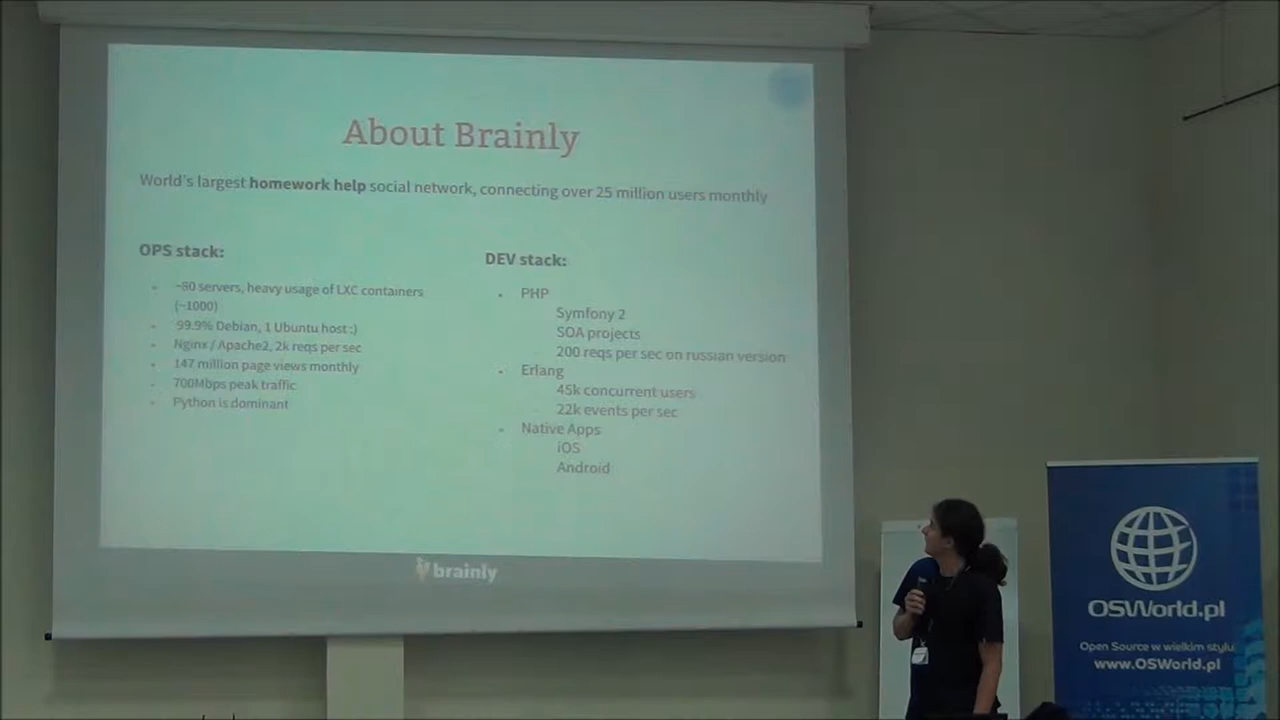 About Brainly
World's largest homework help social network, connecting over 25 million users monthly
OPS stack:
~80 servers, heavy usage of LXC containers
(~1000)
99.9% Debian, 1 Ubuntu host :)
Nginx / Apache2, 2k reqs per sec
147 million page views monthly
700Mbps peak traffic
Python is dominant
DEV stack:
PHP
Symfony 2
SOA projects
200 reqs per sec on russian version
Erlang
45k concurrent users
22k events per sec
Native Apps
iOS
Android
brainly
OSWorld.pl
Open Source w wielkim stylu
www.OSWorld.pl